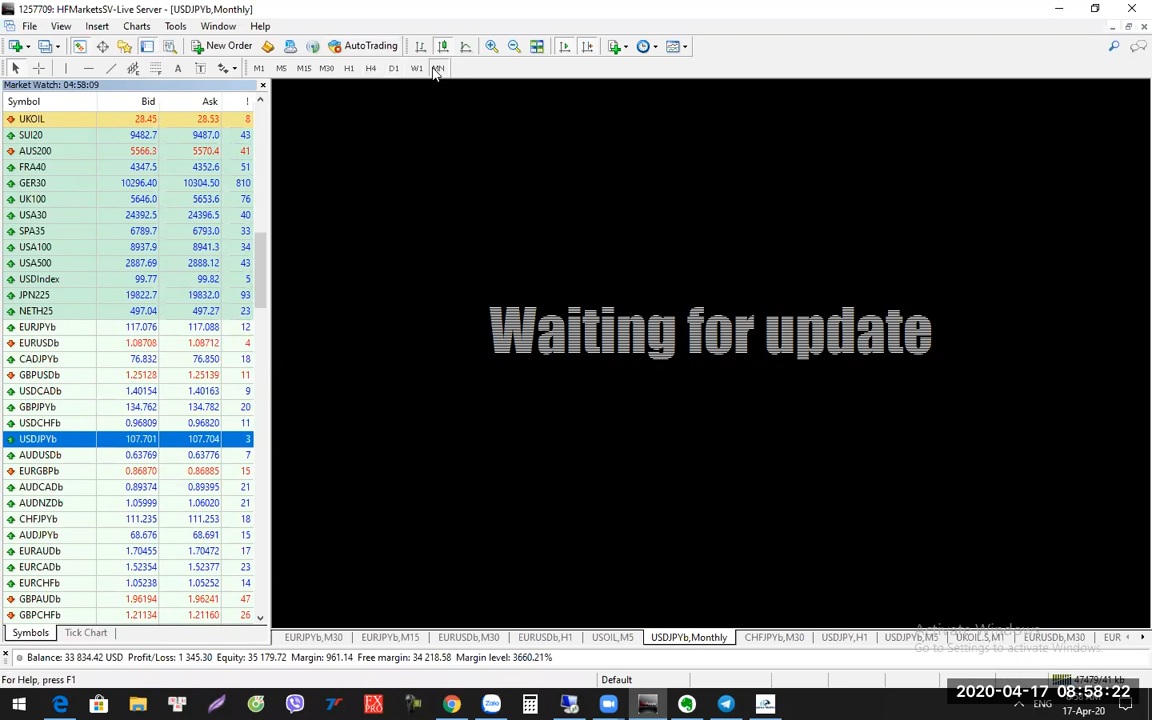 1257709: HFMarketsSV-Live Server - [USDJPYb,Monthly]
File View Insert Charts Tools Window Help
New Order AutoTrading
A T M1 M5 M15 M30 H1 H4 D1 W1 MN
Market Watch: 04:58:09
Symbol Bid Ask !
UKOIL 28.45 28.53 8
SUI20 9482.7 9487.0 43
AUS200 5566.3 5570.4 41
FRA40 4347.5 4352.6 51
GER30 10296.40 10304.50 810
UK100 5646.0 5653.6 76
USA30 24392.5 24396.5 40
SPA35 6789.7 6793.0 33
USA100 8937.9 8941.3 34
USA500 2887.69 2888.12 43
USDIndex 99.77 99.82 5
JPN225 19822.7 19832.0 93
NETH25 497.04 497.27 23
EURJPYb 117.076 117.088 12
EURUSDb 1.08708 1.08712 4
CADJPYb 76.832 76.850 18
GBPUSDb 1.25128 1.25139 11
USDCADb 1.40154 1.40163 9
GBPJPYb 134.762 134.782 20
USDCHFb 0.96809 0.96820 11
USDJPYb 107.701 107.704 3
AUDUSDb 0.63769 0.63776 7
EURGBPb 0.86870 0.86885 15
AUDCADb 0.89374 0.89395 21
AUDNZDb 1.05999 1.06020 21
CHFJPYb 111.235 111.253 18
AUDJPYb 68.676 68.691 15
EURAUDb 1.70455 1.70472 17
EURCADb 1.52354 1.52377 23
EURCHFb 1.05238 1.05252 14
GBPAUDb 1.96194 1.96241 47
GBPCHFb 1.21134 1.21160 26
Symbols Tick Chart
Waiting for update
EURJPYb,M30 EURJPYb,M15 EURUSDb,M30 EURUSDb,H1 USOIL,M5 USDJPYb,Monthly CHFJPYb,M30 USDJPY,H1 USDJPYb,M5 UKOIL.S,M1 EURUSDb,M30 EUR
Activate Windows
Go to Settings to activate Windows.
Balance: 33 834.42 USD Profit/Loss: 1 345.30 Equity: 35 179.72 Margin: 961.14 Free margin: 34 218.58 Margin level: 3660.21%
For Help, press F1 Default 47479/41 kb
2020-04-17 08:58:22
FX PRO Zalo ENG 17-Apr-20